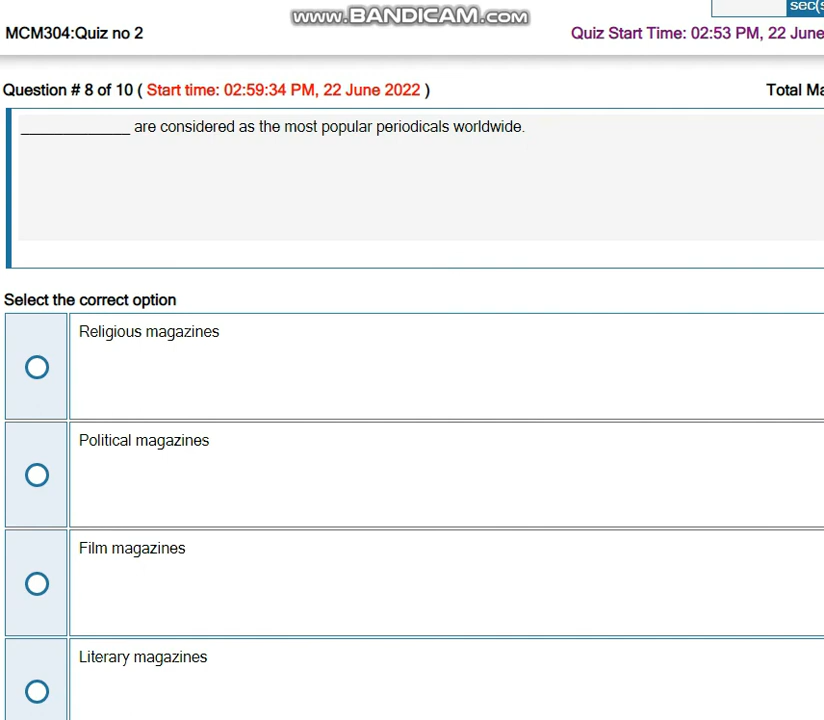 www.BANDICAM.com
sec(s
MCM304:Quiz no 2
Quiz Start Time: 02:53 PM, 22 June
Question # 8 of 10 ( Start time: 02:59:34 PM, 22 June 2022 )
Total Ma
_____________ are considered as the most popular periodicals worldwide.
Select the correct option
Religious magazines
Political magazines
Film magazines
Literary magazines